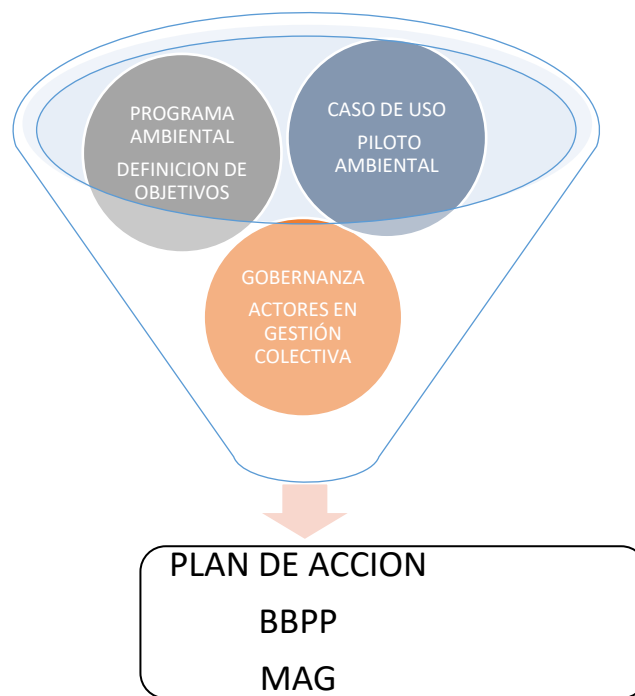 PROGRAMA
AMBIENTAL
DEFINICION DE
OBJETIVOS
CASO DE USO
PILOTO
AMBIENTAL
GOBERNANZA
ACTORES EN
GESTIÓN
COLECTIVA
PLAN DE ACCION
BBPP
MAG